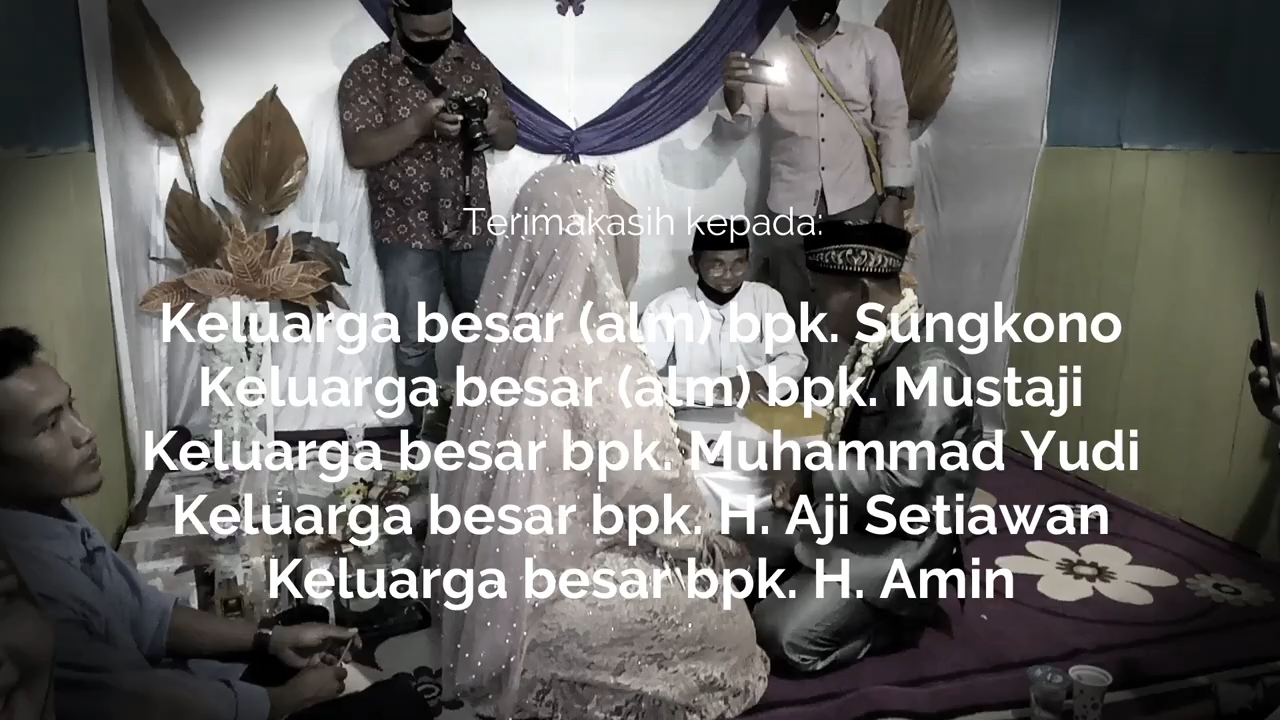 Terimakasih kepada:
Keluarga besar (alm) bpk. Sungkono
Keluarga besar (alm) bpk. Mustaji
Keluarga besar bpk. Muhammad Yudi
Keluarga besar bpk. H. Aji Setiawan
Keluarga besar bpk. H. Amin